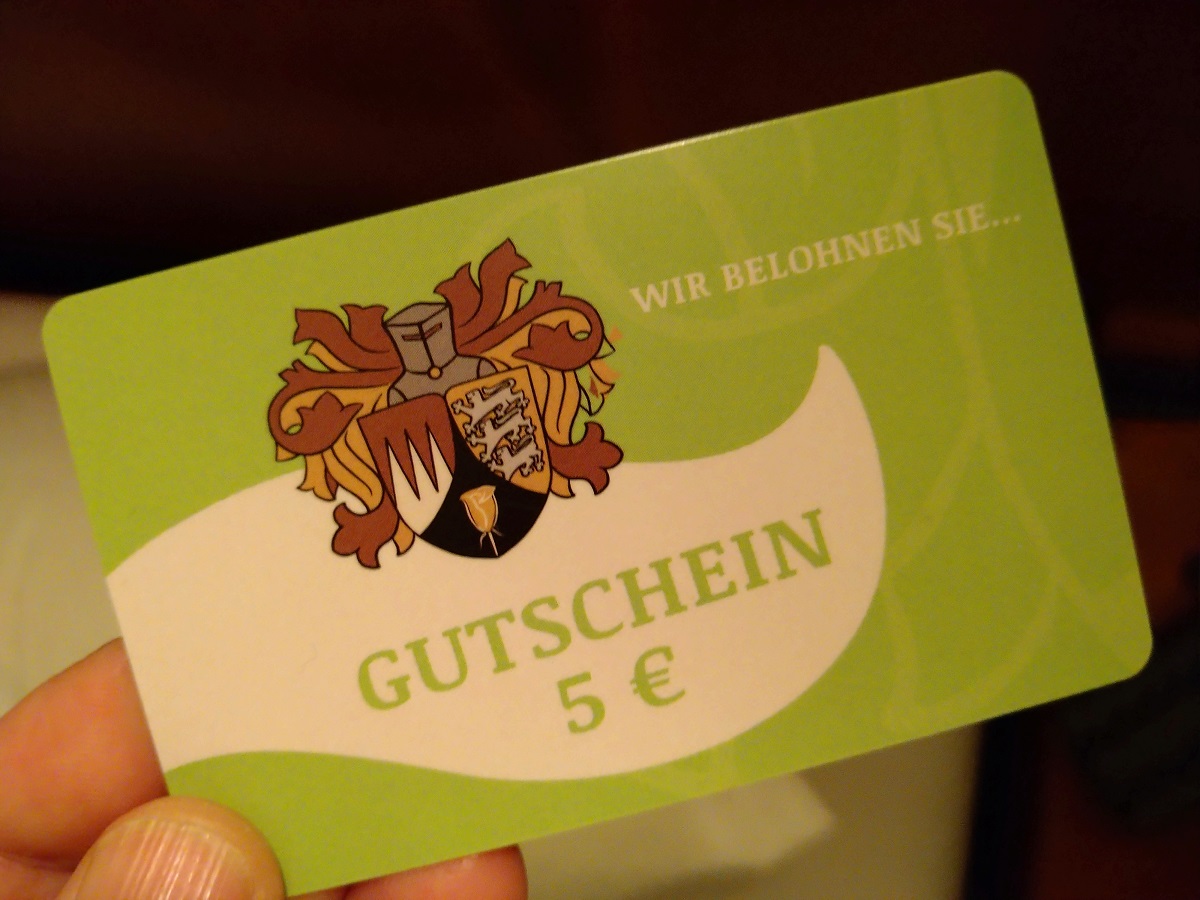 WIR BELOHNEN SIE...
GUTSCHEIN
5 €